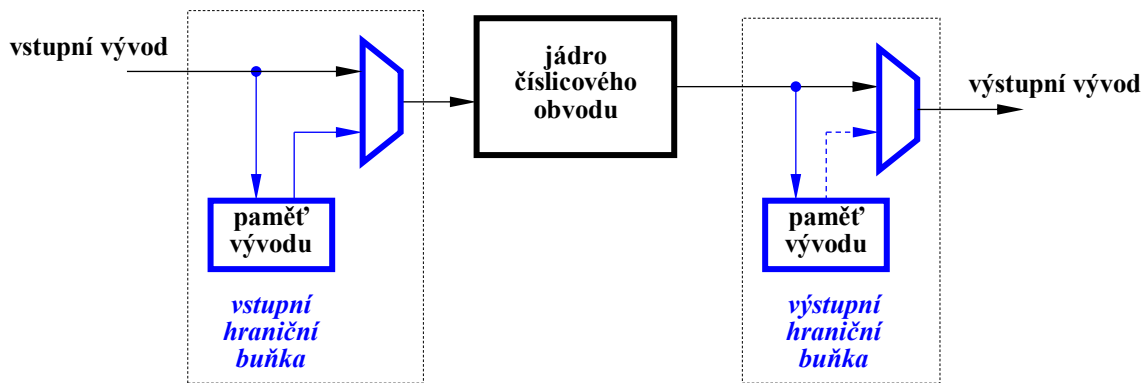 vstupní vývod
jádro
číslicového
obvodu
výstupní vývod
paměť
vývodu
paměť
vývodu
vstupní
hraniční
buňka
výstupní
hraniční
buňka